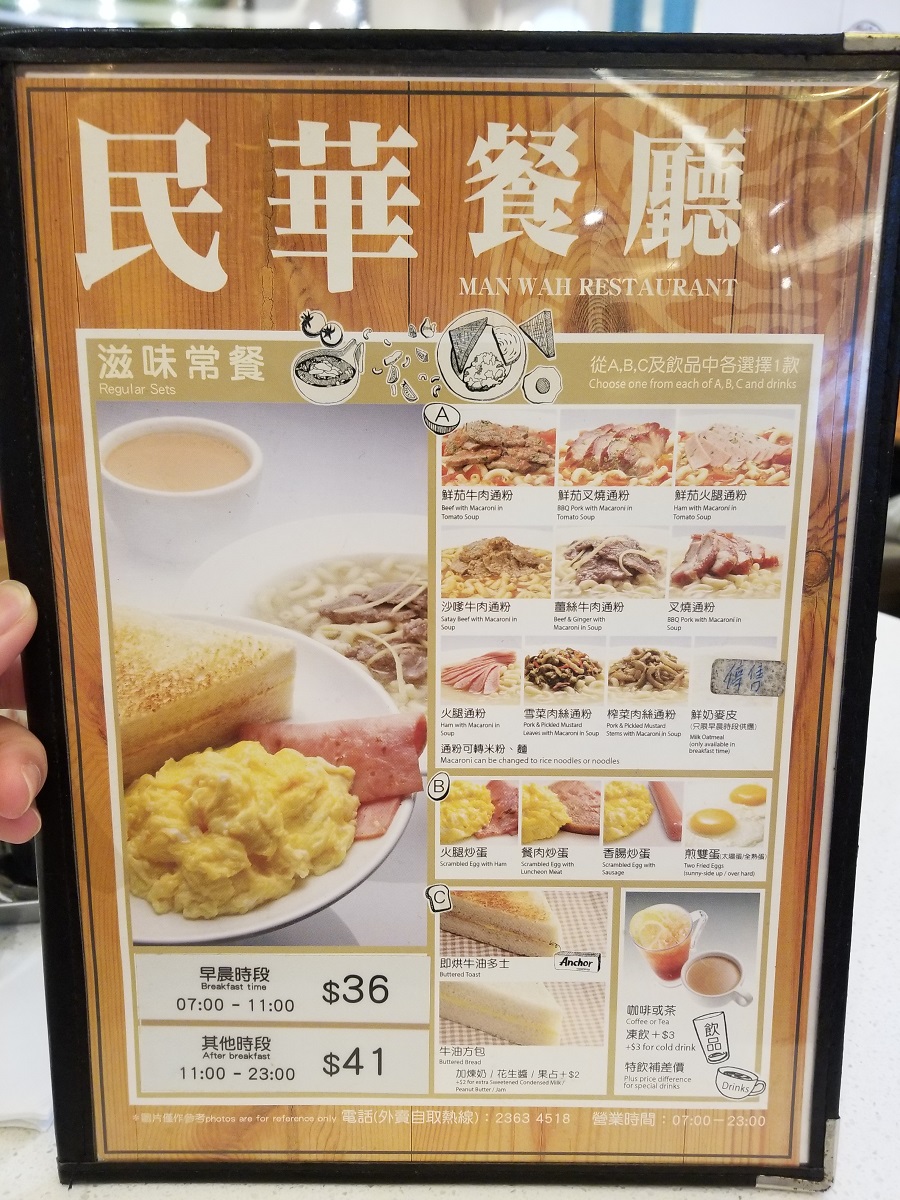 民華餐廳
MAN WAH RESTAURANT
滋味常餐
Regular Sets
從A,B,C及飲品中各選擇1款
Choose one from each of A, B, C and drinks
A
鮮茄牛肉通粉
Beef with Macaroni in
Tomato Soup
鮮茄叉燒通粉
BBQ Pork with Macaroni in
Tomato Soup
鮮茄火腿通粉
Ham with Macaroni in
Tomato Soup
沙嗲牛肉通粉
Satay Beef with Macaroni in
Soup
薑絲牛肉通粉
Beef & Ginger with
Macaroni in Soup
叉燒通粉
BBQ Pork with Macaroni in
Soup
火腿通粉
Ham with Macaroni in
Soup
雪菜肉絲通粉
Pork & Pickled Mustard
Leaves with Macaroni in Soup
榨菜肉絲通粉
Pork & Pickled Mustard
Stems with Macaroni in Soup
停售
鮮奶麥皮
(只限早晨時段供應)
Milk Oatmeal
(only available in
breakfast time)
通粉可轉米粉、麵
Macaroni can be changed to rice noodles or noodles
B
火腿炒蛋
Scrambled Egg with Ham
餐肉炒蛋
Scrambled Egg with
Luncheon Meat
香腸炒蛋
Scrambled Egg with
Sausage
煎雙蛋(太陽蛋/全熟蛋)
Two Fried Eggs
(sunny-side up / over hard)
C
即烘牛油多士
Buttered Toast
Anchor
牛油方包
Buttered Bread
加煉奶 / 花生醬 / 果占+$2
+$2 for extra Sweetened Condensed Milk /
Peanut Butter / Jam
咖啡或茶
Coffee or Tea
凍飲+$3
+$3 for cold drink
特飲補差價
Plus price difference
for special drinks
飲品
Drinks
早晨時段
Breakfast time
07:00 - 11:00
$36
其他時段
After breakfast
11:00 - 23:00
$41
*圖片僅作參考photos are for reference only 電話(外賣自取熱線)：2363 4518 營業時間：07:00－23:00